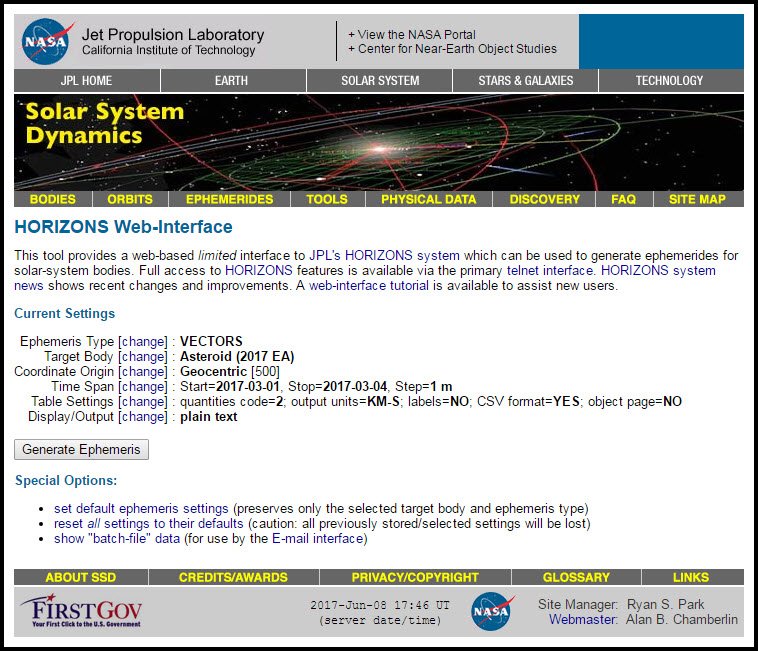 NASA
Jet Propulsion Laboratory
California Institute of Technology
+ View the NASA Portal
+ Center for Near-Earth Object Studies
JPL HOME EARTH SOLAR SYSTEM STARS & GALAXIES TECHNOLOGY
Solar System
Dynamics
BODIES ORBITS EPHEMERIDES TOOLS PHYSICAL DATA DISCOVERY FAQ SITE MAP
HORIZONS Web-Interface
This tool provides a web-based limited interface to JPL's HORIZONS system which can be used to generate ephemerides for
solar-system bodies. Full access to HORIZONS features is available via the primary telnet interface. HORIZONS system
news shows recent changes and improvements. A web-interface tutorial is available to assist new users.
Current Settings
Ephemeris Type [change] : VECTORS
Target Body [change] : Asteroid (2017 EA)
Coordinate Origin [change] : Geocentric [500]
Time Span [change] : Start=2017-03-01, Stop=2017-03-04, Step=1 m
Table Settings [change] : quantities code=2; output units=KM-S; labels=NO; CSV format=YES; object page=NO
Display/Output [change] : plain text
Generate Ephemeris
Special Options:
• set default ephemeris settings (preserves only the selected target body and ephemeris type)
• reset all settings to their defaults (caution: all previously stored/selected settings will be lost)
• show "batch-file" data (for use by the E-mail interface)
ABOUT SSD CREDITS/AWARDS PRIVACY/COPYRIGHT GLOSSARY LINKS
FIRSTGOV
Your First Click to the U.S. Government
2017-Jun-08 17:46 UT
(server date/time)
NASA
Site Manager: Ryan S. Park
Webmaster: Alan B. Chamberlin